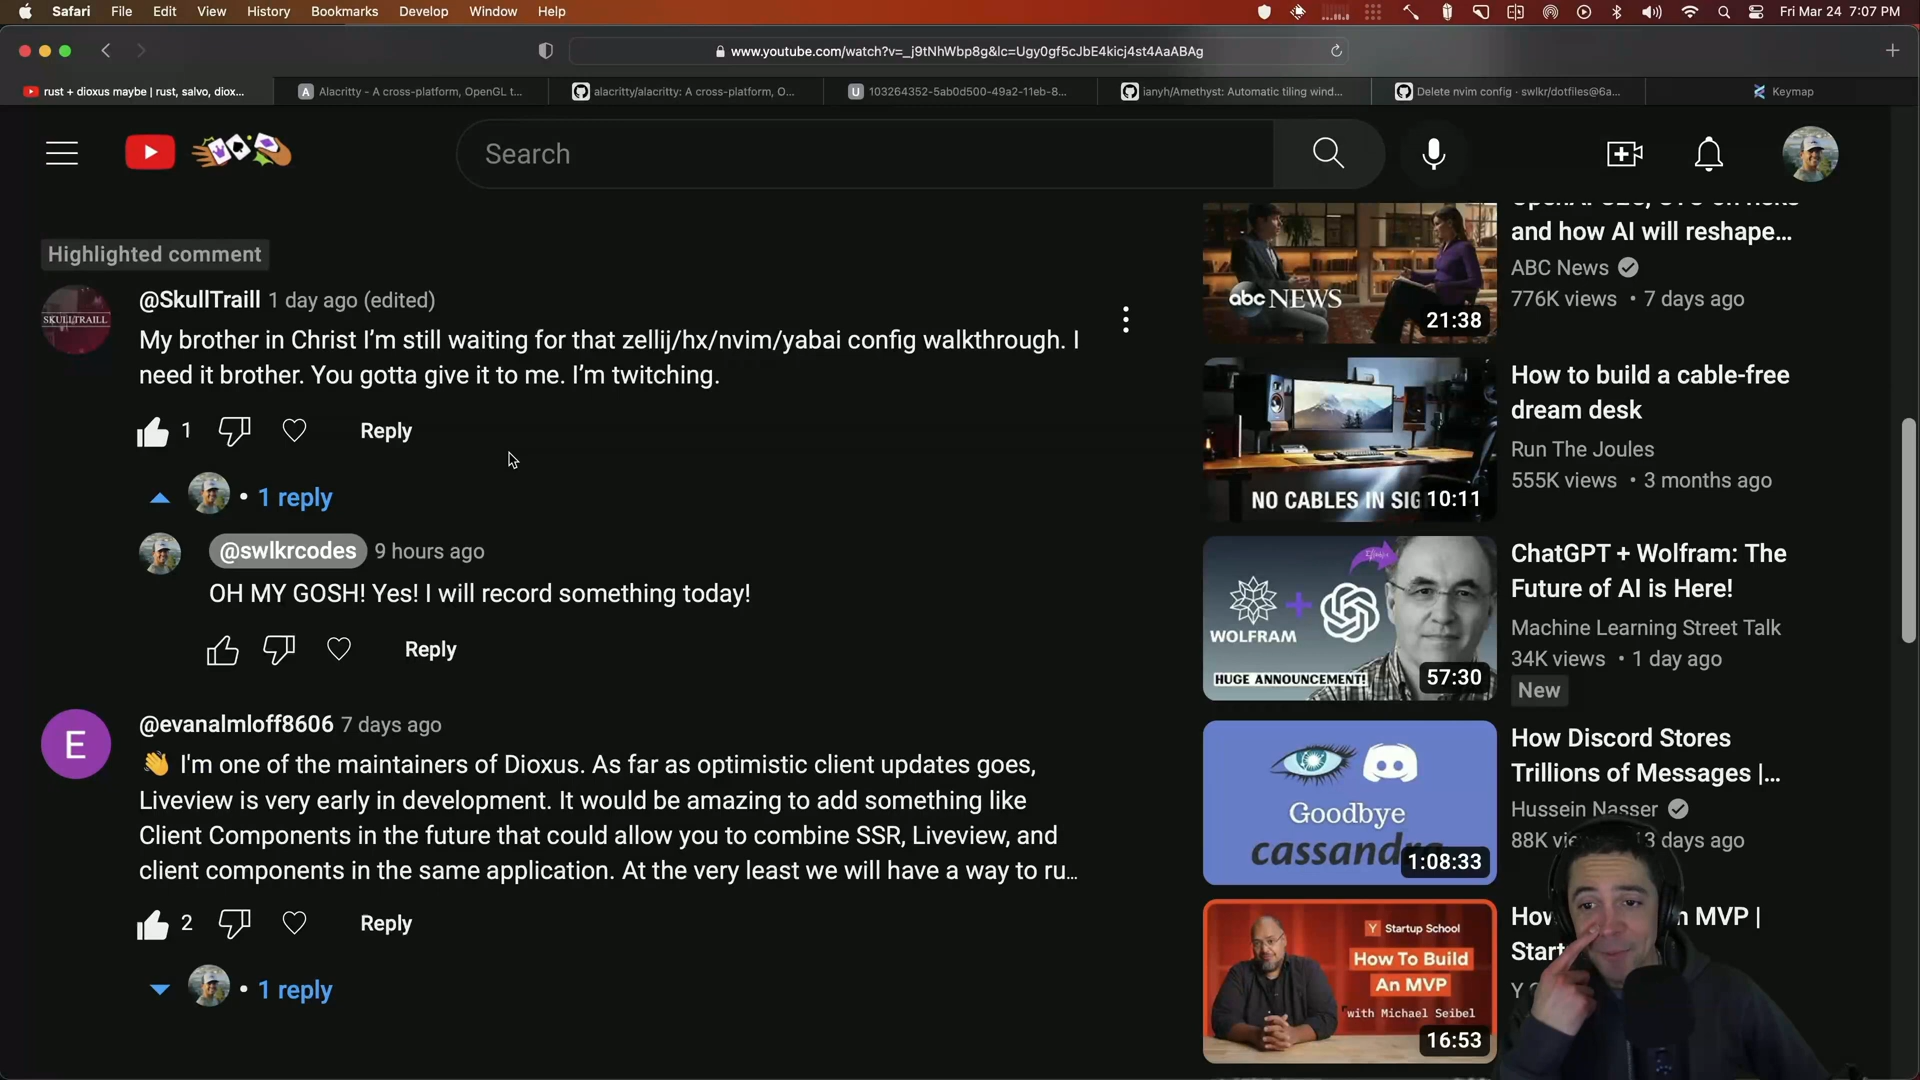 Safari File Edit View History Bookmarks Develop Window Help
Fri Mar 24 7:07 PM
www.youtube.com/watch?v=_j9tNhWbp8g&lc=Ugy0gf5cJbE4kicj4st4AaABAg
rust + dioxus maybe | rust, salvo, diox...
Alacritty - A cross-platform, OpenGL t...
alacritty/alacritty: A cross-platform, O...
103264352-5ab0d500-49a2-11eb-8...
ianyh/Amethyst: Automatic tiling wind...
Delete nvim config · swlkr/dotfiles@6a...
Keymap
Search
Highlighted comment
SKULLTRAILL
@SkullTraill 1 day ago (edited)
My brother in Christ I'm still waiting for that zellij/hx/nvim/yabai config walkthrough. I
need it brother. You gotta give it to me. I'm twitching.
1
Reply
• 1 reply
@swlkrcodes 9 hours ago
OH MY GOSH! Yes! I will record something today!
Reply
E
@evanalmloff8606 7 days ago
👋 I'm one of the maintainers of Dioxus. As far as optimistic client updates goes,
Liveview is very early in development. It would be amazing to add something like
Client Components in the future that could allow you to combine SSR, Liveview, and
client components in the same application. At the very least we will have a way to ru...
2
Reply
• 1 reply
abc NEWS
21:38
and how AI will reshape...
ABC News
776K views • 7 days ago
NO CABLES IN SIG
10:11
How to build a cable-free
dream desk
Run The Joules
555K views • 3 months ago
WOLFRAM
HUGE ANNOUNCEMENT!
57:30
ChatGPT + Wolfram: The
Future of AI is Here!
Machine Learning Street Talk
34K views • 1 day ago
New
Goodbye
cassandra
1:08:33
How Discord Stores
Trillions of Messages |...
Hussein Nasser
88K vie 3 days ago
Y Startup School
How To Build
An MVP
with Michael Seibel
16:53
How n MVP |
Start
Y C